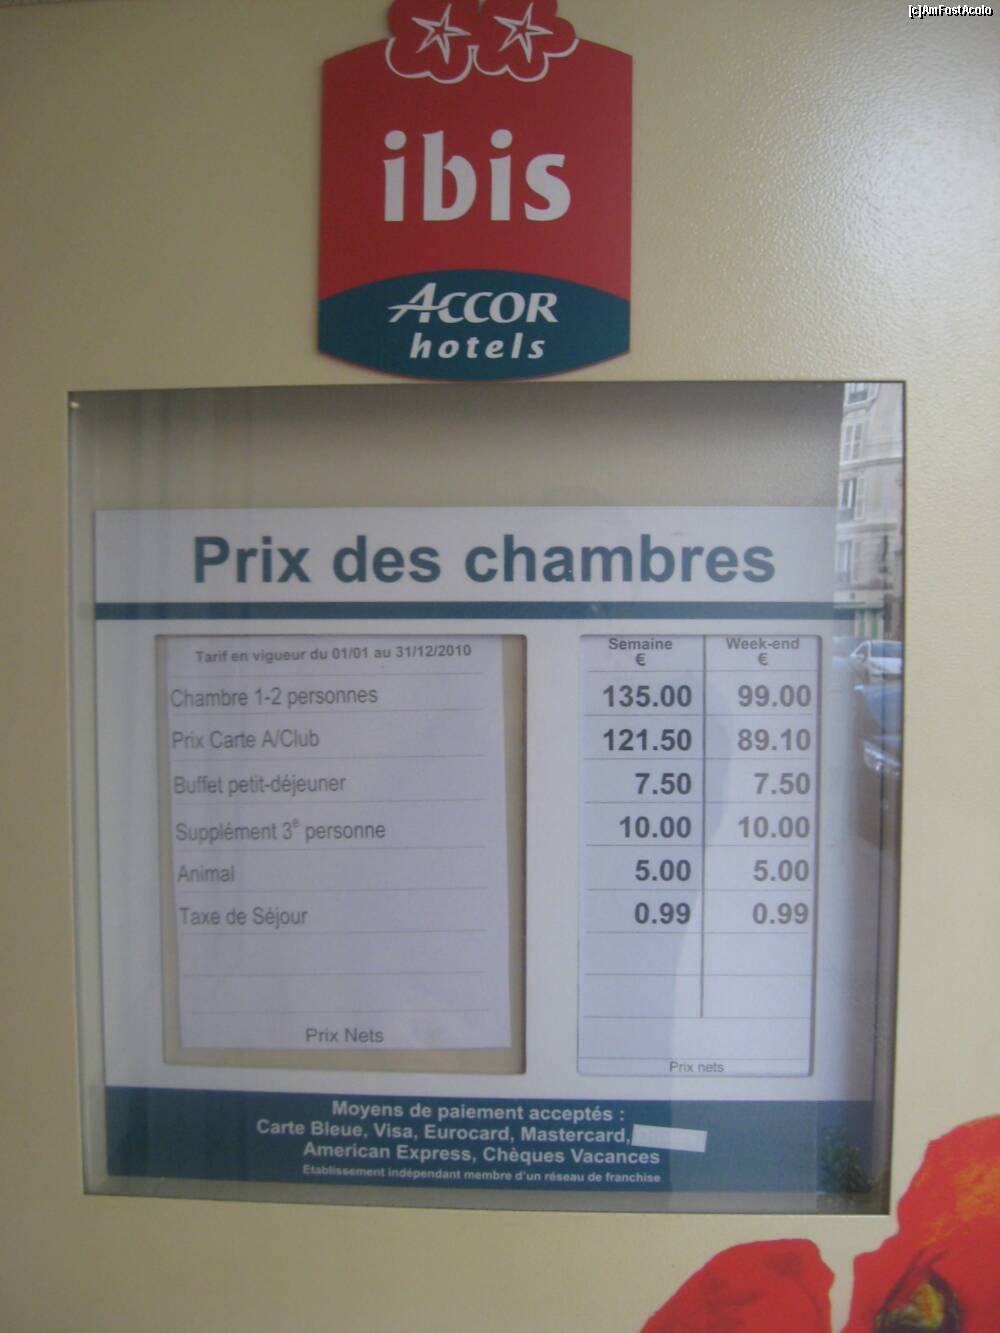 [c]AmFostAcolo
ibis
ACCOR
hotels
Prix des chambres
Tarif en vigueur du 01/01 au 31/12/2010
Semaine Week-end
€ €
Chambre 1-2 personnes 135.00 99.00
Prix Carte A/Club 121.50 89.10
Buffet petit-déjeuner 7.50 7.50
Supplément 3e personne 10.00 10.00
Animal 5.00 5.00
Taxe de Séjour 0.99 0.99
Prix Nets
Prix nets
Moyens de paiement acceptés :
Carte Bleue, Visa, Eurocard, Mastercard,
American Express, Chèques Vacances
Etablissement indépendant membre d'un réseau de franchise